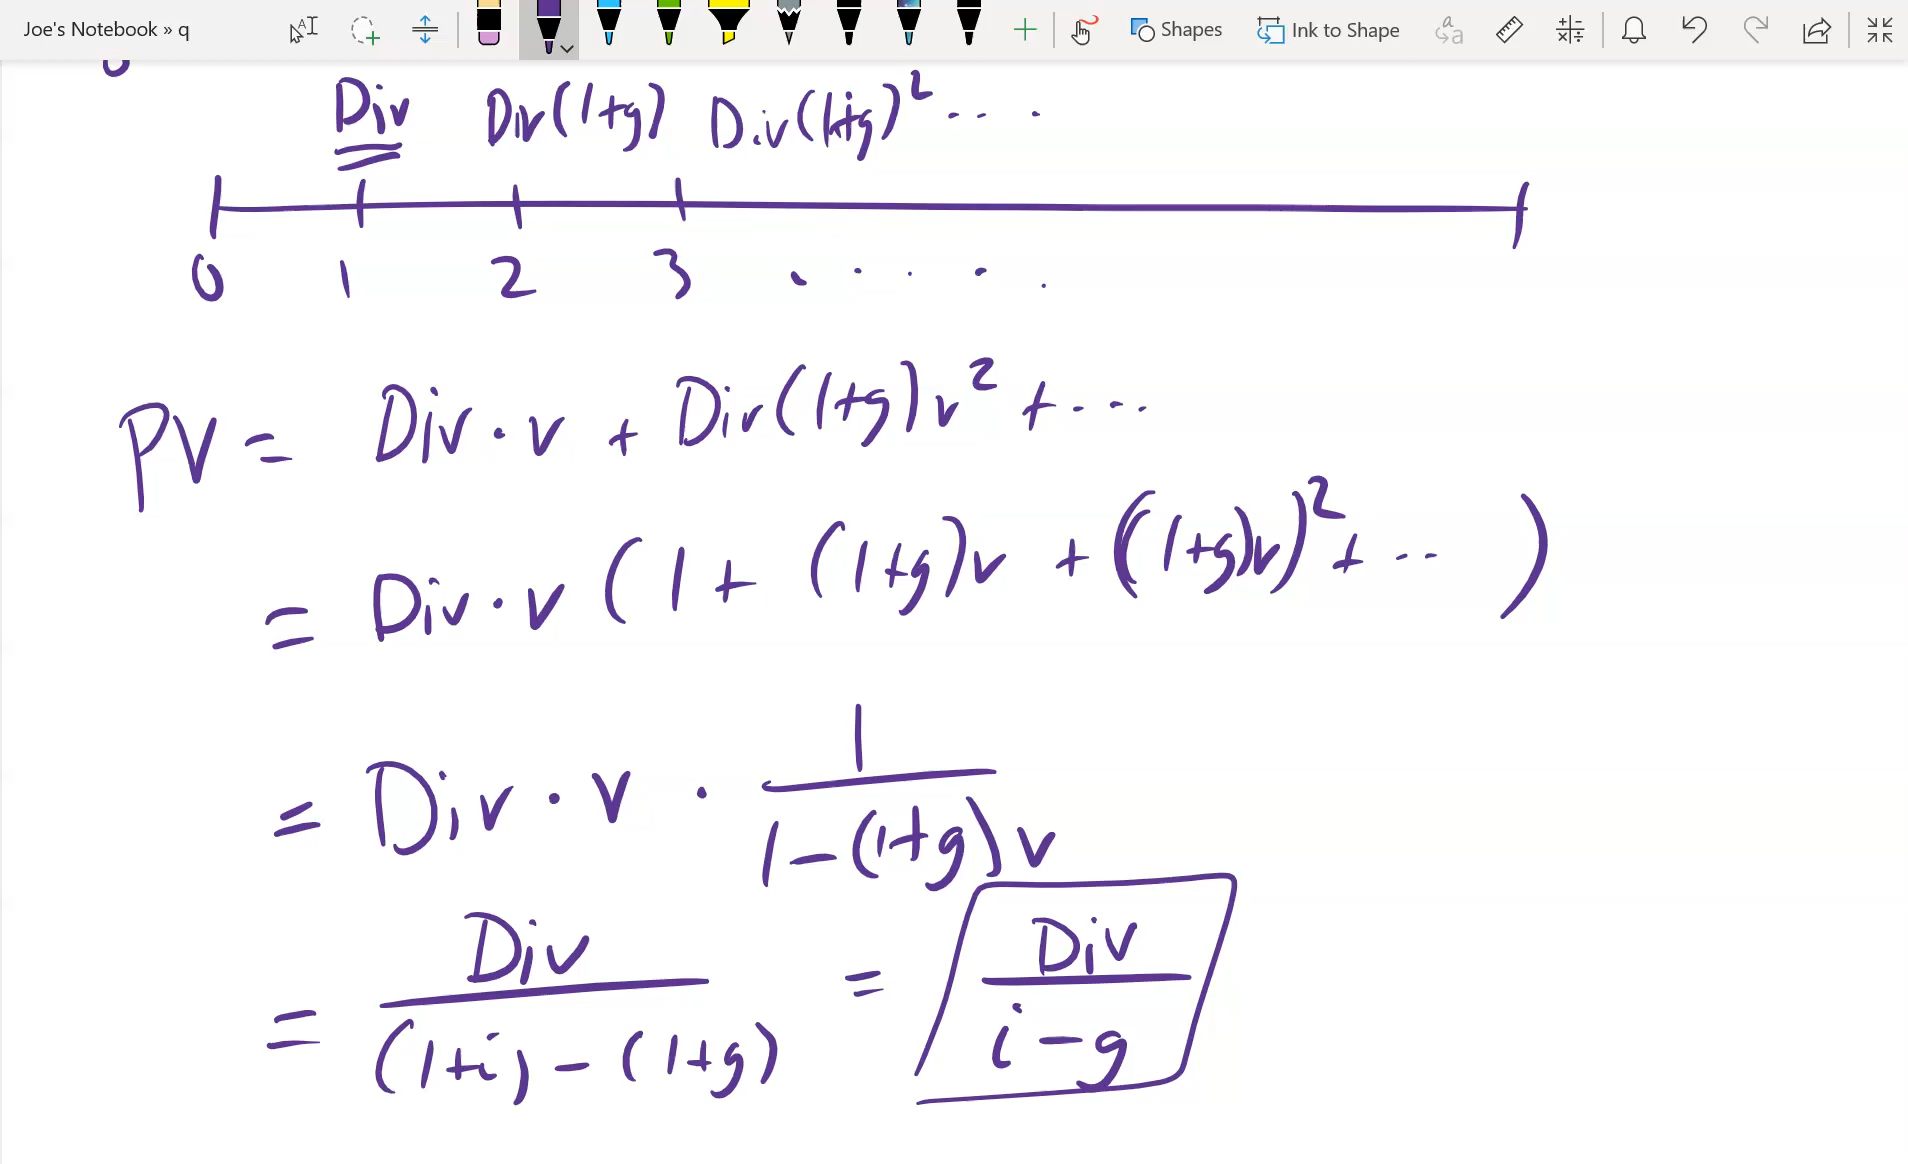 Joe's Notebook » q
Shapes
Ink to Shape
Div Div(1+g) Div(1+g)² ....
0 1 2 3 .....
PV = Div · v + Div(1+g)v² + ...
= Div · v (1 + (1+g)v + ((1+g)v)² + ... )
= Div · v · 1/(1-(1+g)v)
= Div/((1+i)-(1+g)) = Div/(i-g)